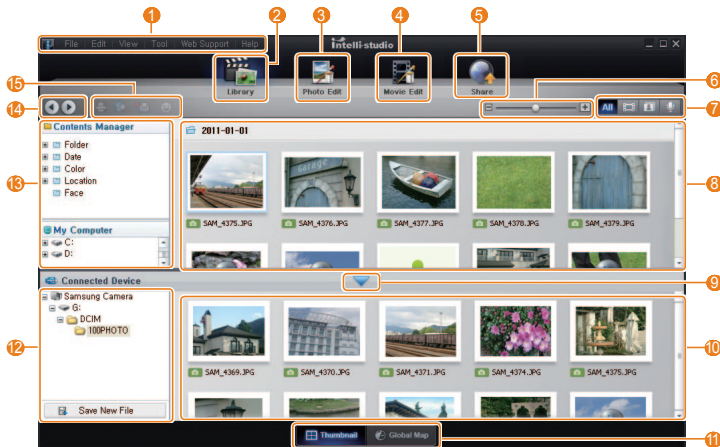 1
2
3
4
5
File Edit View Tool Web Support Help
intelli-studio
Library
Photo Edit
Movie Edit
Share
15
6
14
7
All
Contents Manager
2011-01-01
Folder
Date
Color
Location
Face
13
8
SAM_4375.JPG
SAM_4376.JPG
SAM_4377.JPG
SAM_4378.JPG
SAM_4379.JPG
My Computer
C:
D:
Connected Device
9
Samsung Camera
G:
DCIM
100PHOTO
12
10
SAM_4369.JPG
SAM_4370.JPG
SAM_4371.JPG
SAM_4374.JPG
SAM_4375.JPG
Save New File
Thumbnail
Global Map
11